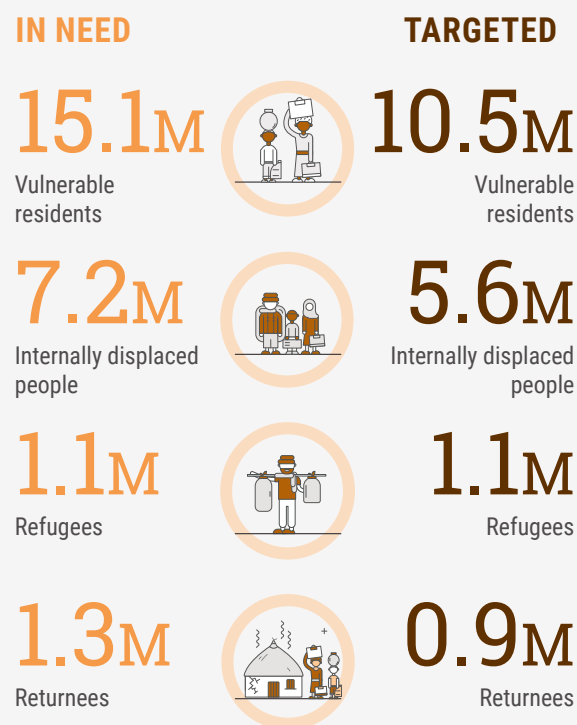 IN NEED
TARGETED
15.1M
10.5M
Vulnerable
residents
Vulnerable
residents
7.2M
5.6M
Internally displaced
people
Internally displaced
people
1.1M
1.1M
Refugees
Refugees
1.3M
0.9M
Returnees
Returnees